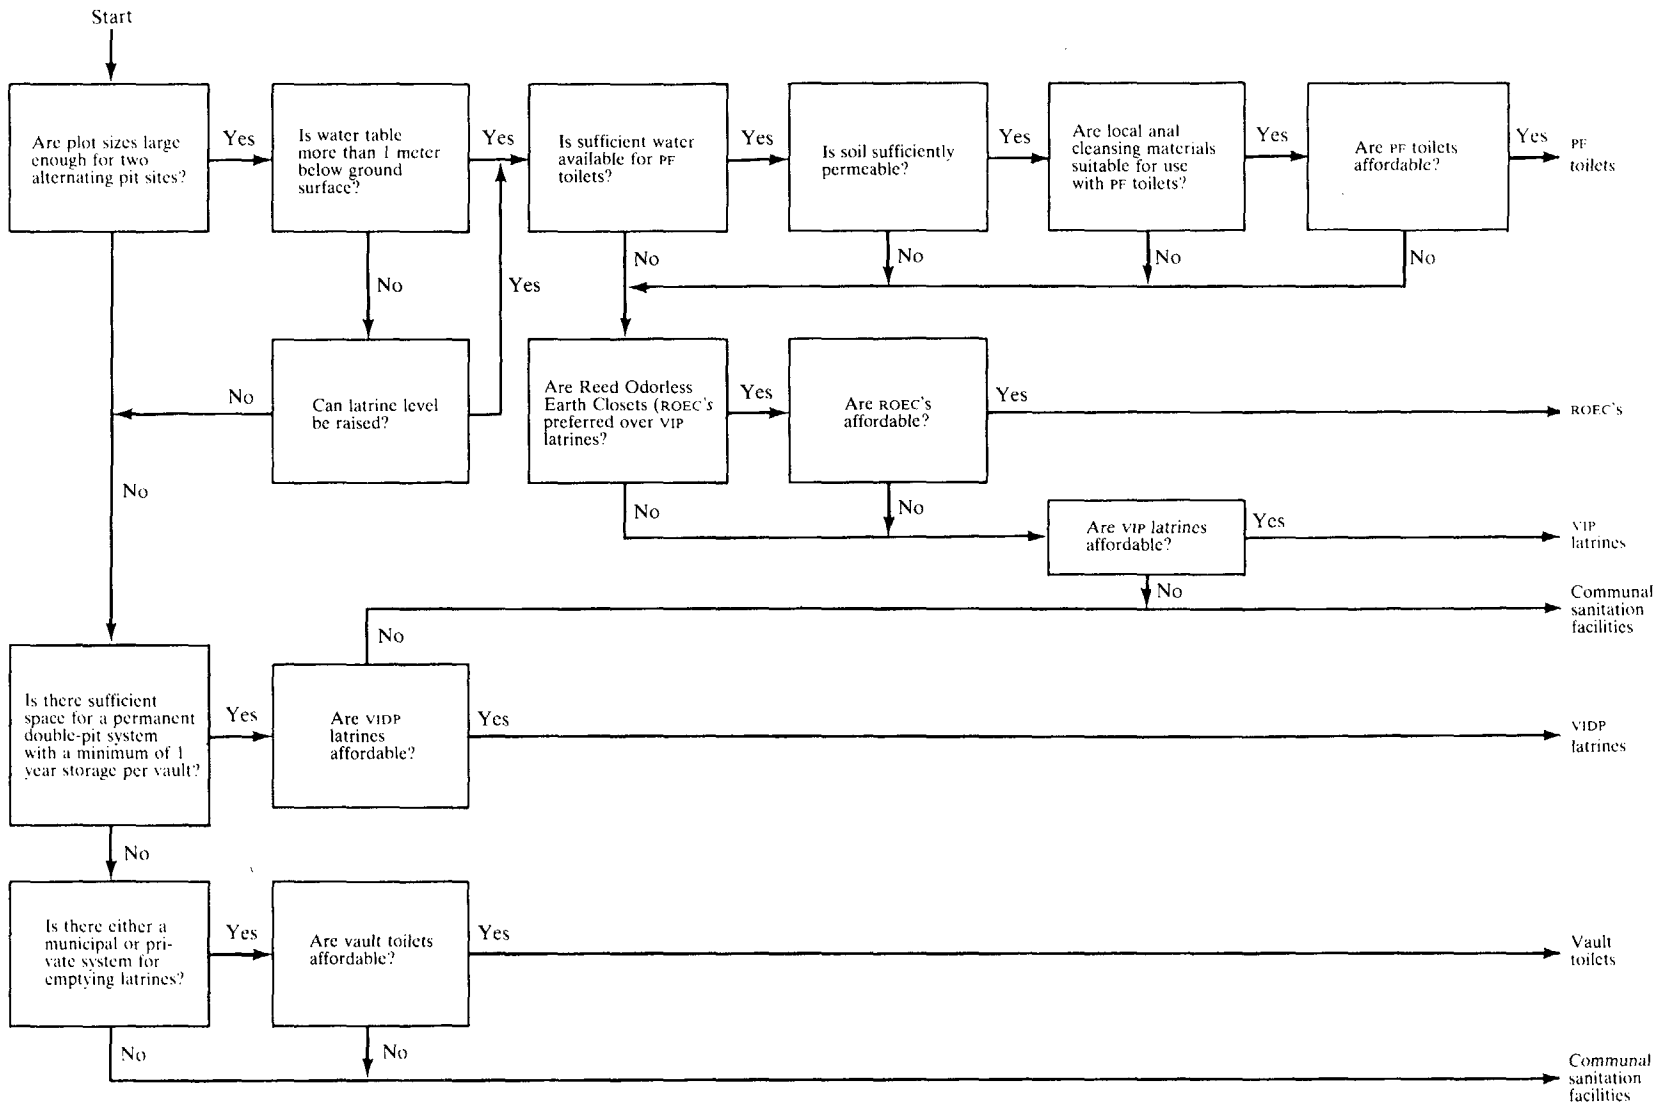 Start
Are plot sizes large
enough for two
alternating pit sites?
Yes
Is water table
more than 1 meter
below ground
surface?
Yes
Is sufficient water
available for PF
toilets?
Yes
Is soil sufficiently
permeable?
Yes
Are local anal
cleansing materials
suitable for use
with PF toilets?
Yes
Are PF toilets
affordable?
Yes
PF
toilets
No
Yes
No
No
No
No
No
Can latrine level
be raised?
Are Reed Odorless
Earth Closets (ROEC's
preferred over VIP
latrines?
Yes
Are ROEC's
affordable?
Yes
ROEC's
No
No
No
Are VIP latrines
affordable?
Yes
VIP
latrines
No
Communal
sanitation
facilities
No
Is there sufficient
space for a permanent
double-pit system
with a minimum of 1
year storage per vault?
Yes
Are VIDP
latrines
affordable?
Yes
VIDP
latrines
No
Is there either a
municipal or pri-
vate system for
emptying latrines?
Yes
Are vault toilets
affordable?
Yes
Vault
toilets
No
No
Communal
sanitation
facilities